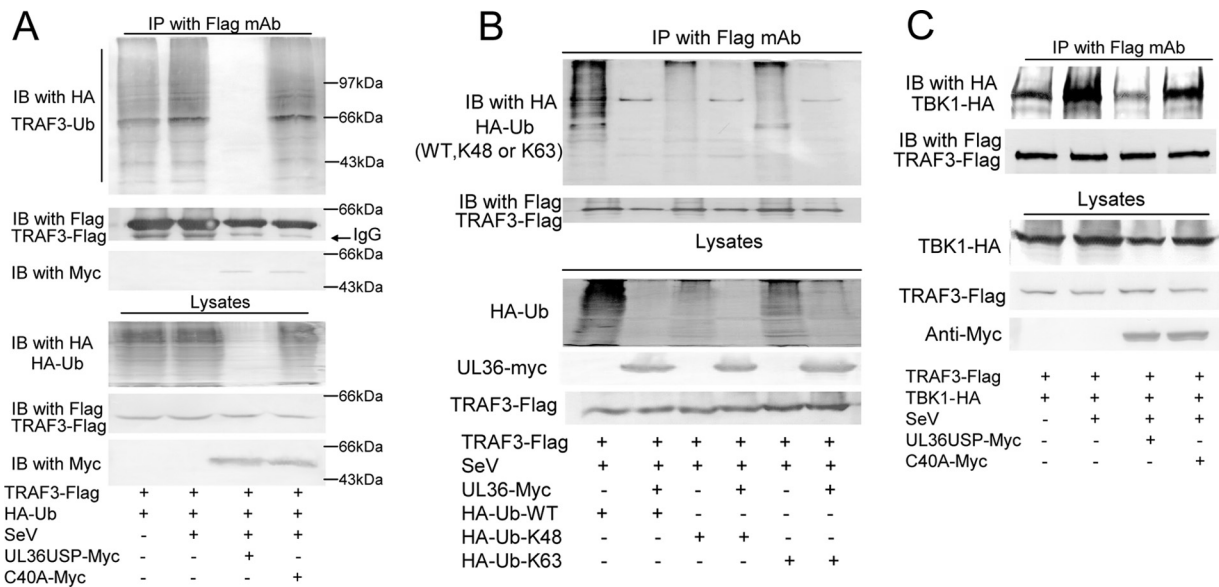 A
IP with Flag mAb
IB with HA
TRAF3-Ub
97kDa
66kDa
43kDa
IB with Flag
TRAF3-Flag
66kDa
IgG
IB with Myc
66kDa
43kDa
Lysates
IB with HA
HA-Ub
IB with Flag
TRAF3-Flag
66kDa
IB with Myc
66kDa
43kDa
TRAF3-Flag + + + +
HA-Ub + + + +
SeV - + + +
UL36USP-Myc - - + -
C40A-Myc - - - +
B
IP with Flag mAb
IB with HA
HA-Ub
(WT,K48 or K63)
IB with Flag
TRAF3-Flag
Lysates
HA-Ub
UL36-myc
TRAF3-Flag
TRAF3-Flag + + + + + +
SeV + + + + + +
UL36-Myc - + - + - +
HA-Ub-WT + + - - - -
HA-Ub-K48 - - + + - -
HA-Ub-K63 - - - - + +
C
IP with Flag mAb
IB with HA
TBK1-HA
IB with Flag
TRAF3-Flag
Lysates
TBK1-HA
TRAF3-Flag
Anti-Myc
TRAF3-Flag + + + +
TBK1-HA + + + +
SeV - + + +
UL36USP-Myc - - + -
C40A-Myc - - - +